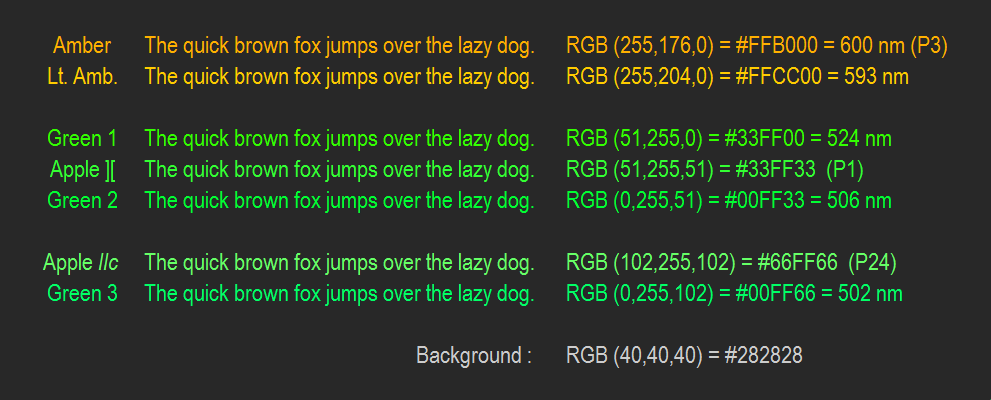 Amber The quick brown fox jumps over the lazy dog. RGB (255,176,0) = #FFB000 = 600 nm (P3)
Lt. Amb. The quick brown fox jumps over the lazy dog. RGB (255,204,0) = #FFCC00 = 593 nm
Green 1 The quick brown fox jumps over the lazy dog. RGB (51,255,0) = #33FF00 = 524 nm
Apple ][ The quick brown fox jumps over the lazy dog. RGB (51,255,51) = #33FF33 (P1)
Green 2 The quick brown fox jumps over the lazy dog. RGB (0,255,51) = #00FF33 = 506 nm
Apple //c The quick brown fox jumps over the lazy dog. RGB (102,255,102) = #66FF66 (P24)
Green 3 The quick brown fox jumps over the lazy dog. RGB (0,255,102) = #00FF66 = 502 nm
Background : RGB (40,40,40) = #282828